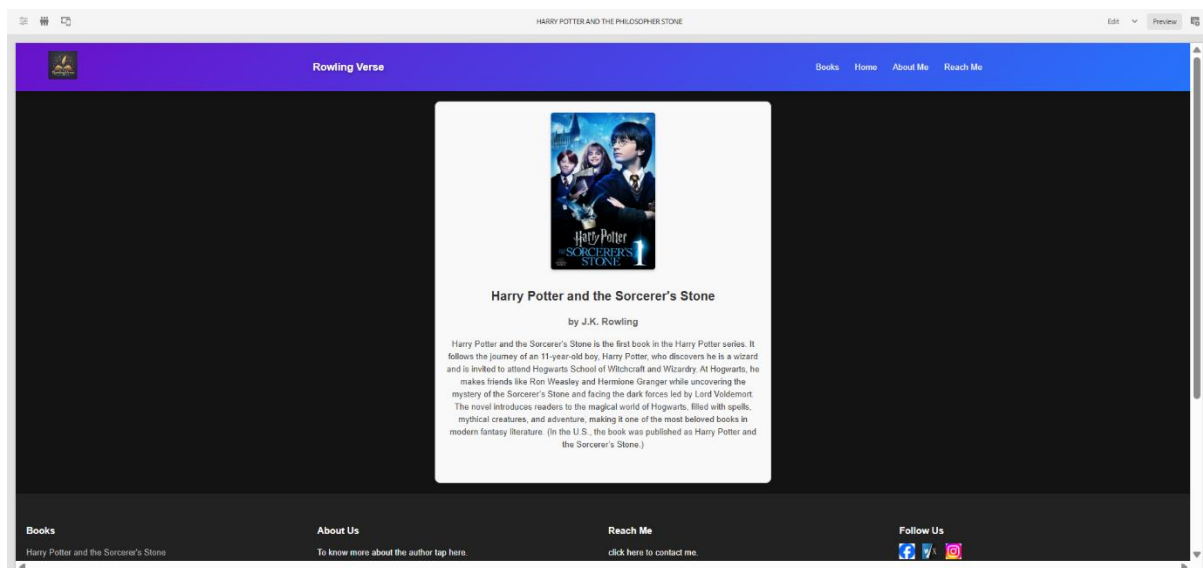 HARRY POTTER AND THE PHILOSOPHER STONE
Edit
Preview
Rowling Verse
Books
Home
About Me
Reach Me
Harry Potter
SORCERER'S
STONE
1
Harry Potter and the Sorcerer's Stone
by J.K. Rowling
Harry Potter and the Sorcerer's Stone is the first book in the Harry Potter series. It
follows the journey of an 11-year-old boy, Harry Potter, who discovers he is a wizard
and is invited to attend Hogwarts School of Witchcraft and Wizardry. At Hogwarts, he
makes friends like Ron Weasley and Hermione Granger while uncovering the
mystery of the Sorcerer's Stone and facing the dark forces led by Lord Voldemort.
The novel introduces readers to the magical world of Hogwarts, filled with spells,
mythical creatures, and adventure, making it one of the most beloved books in
modern fantasy literature. (In the U.S., the book was published as Harry Potter and
the Sorcerer's Stone.)
Books
About Us
Reach Me
Follow Us
Harry Potter and the Sorcerer's Stone
To know more about the author tap here.
click here to contact me.